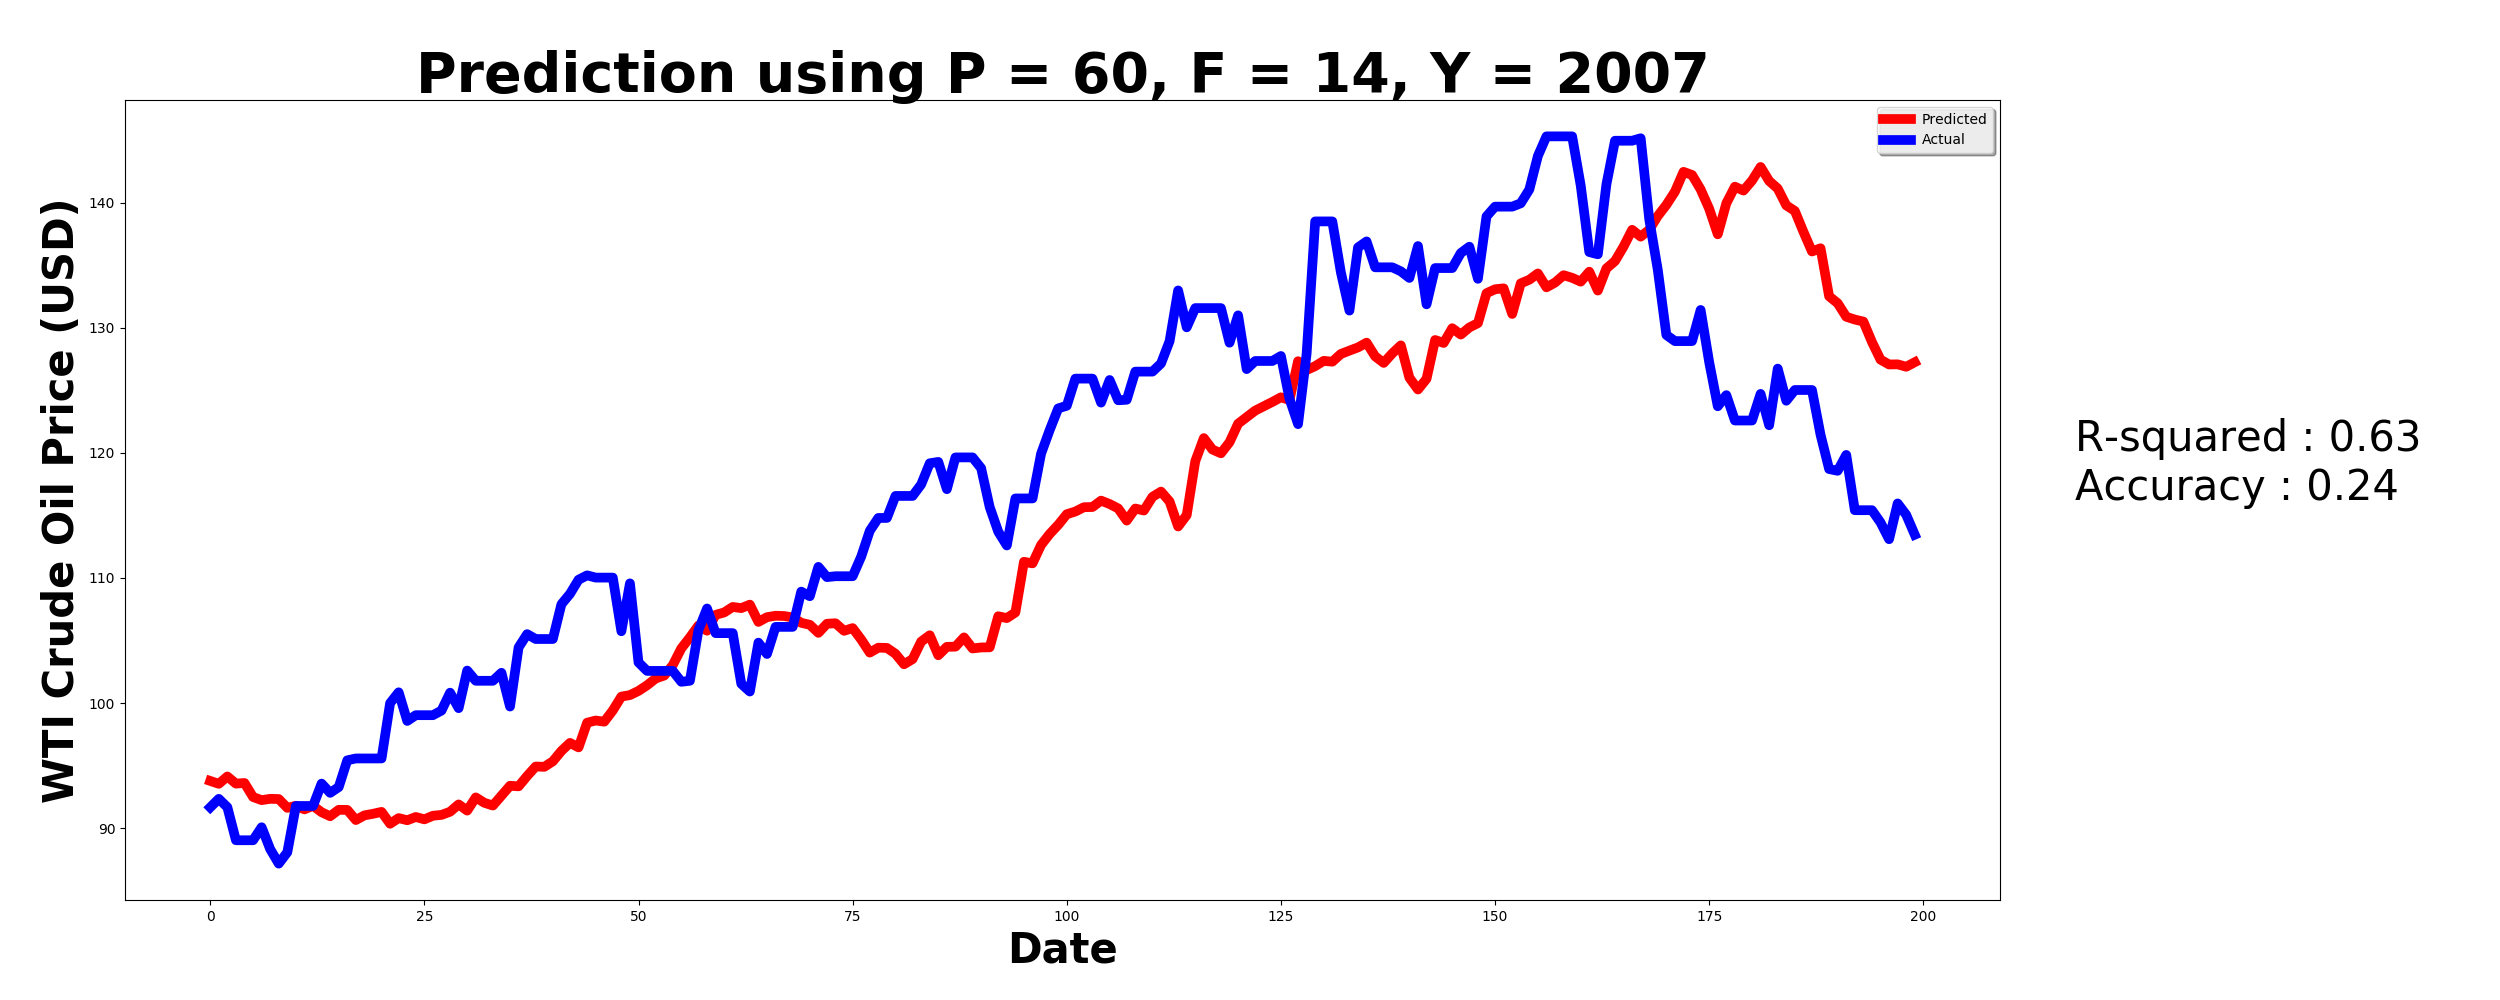 Prediction using P = 60, F = 14, Y = 2007
Predicted
Actual
WTI Crude Oil Price (USD)
140
130
120
110
100
90
0 25 50 75 100 125 150 175 200
Date
R-squared : 0.63
Accuracy : 0.24